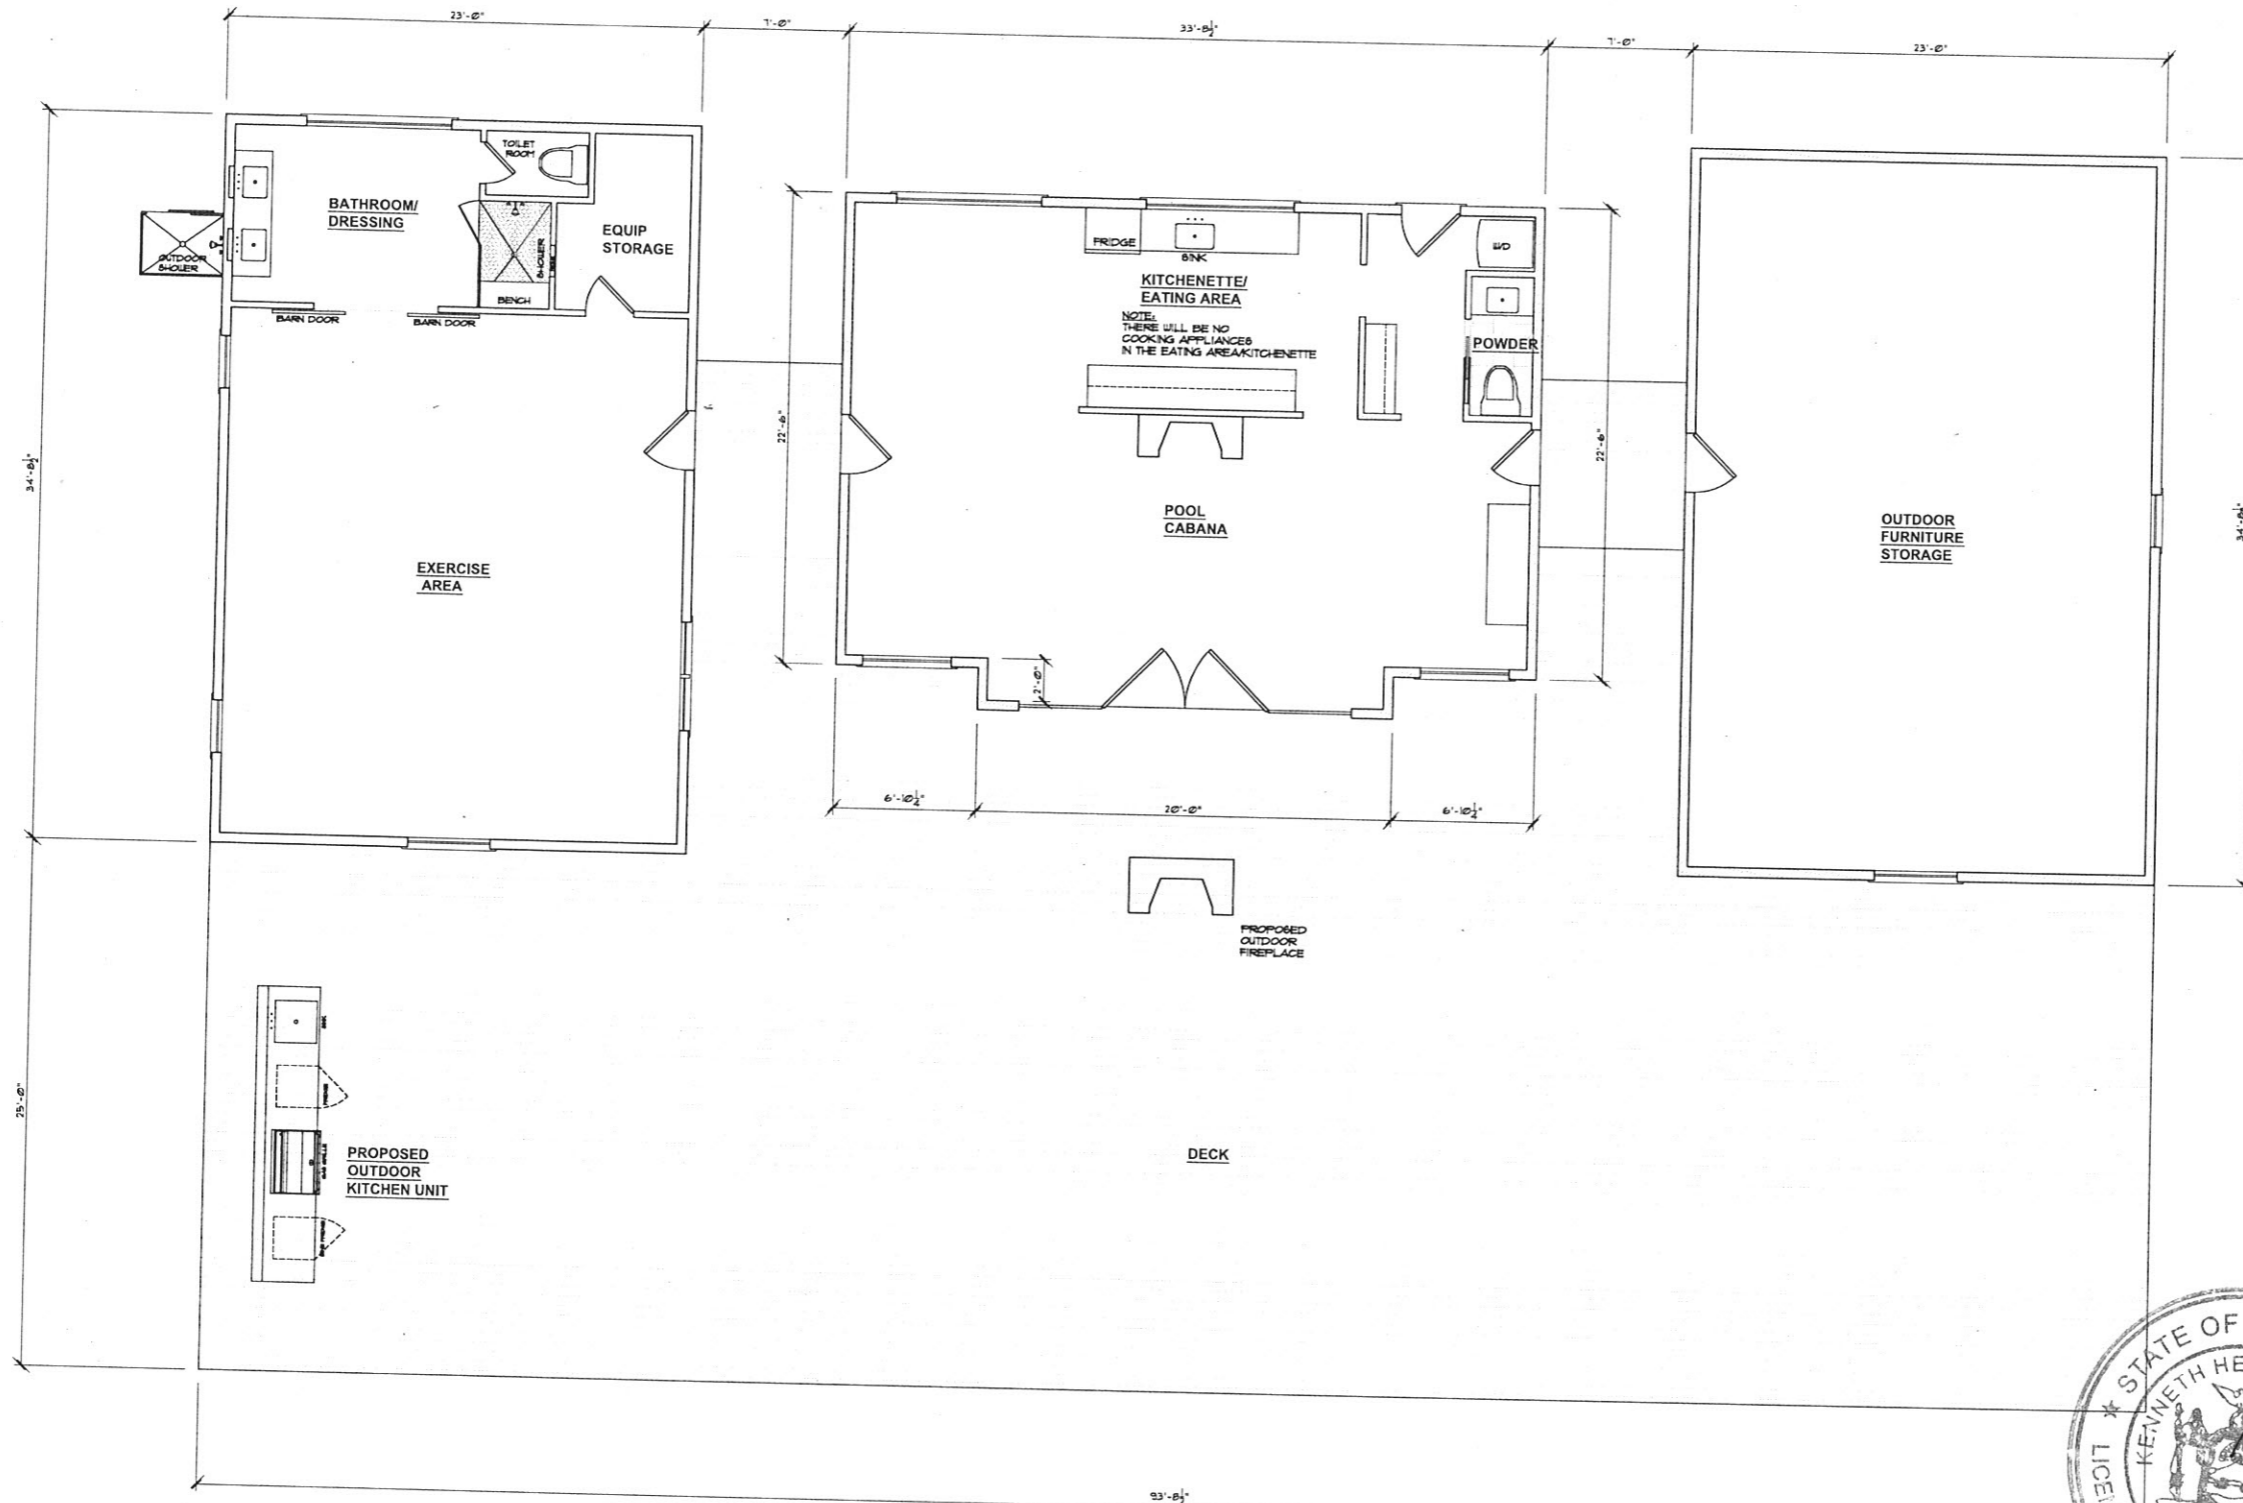 23'-0"
7'-0"
33'-8½"
7'-0"
23'-0"
TOILET
ROOM
BATHROOM/
DRESSING
EQUIP
STORAGE
OUTDOOR
SHOWER
SHOWER
BENCH
BARN DOOR
BARN DOOR
FRIDGE
SINK
W/D
KITCHENETTE/
EATING AREA
NOTE:
THERE WILL BE NO
COOKING APPLIANCES
IN THE EATING AREA/KITCHENETTE
POWDER
34'-8½"
22'-6"
22'-6"
34'-8½"
POOL
CABANA
OUTDOOR
FURNITURE
STORAGE
EXERCISE
AREA
2'-0"
6'-10¼"
20'-0"
6'-10¼"
PROPOSED
OUTDOOR
FIREPLACE
25'-0"
PROPOSED
OUTDOOR
KITCHEN UNIT
DECK
93'-8½"
STATE OF
KENNETH HE
LICE